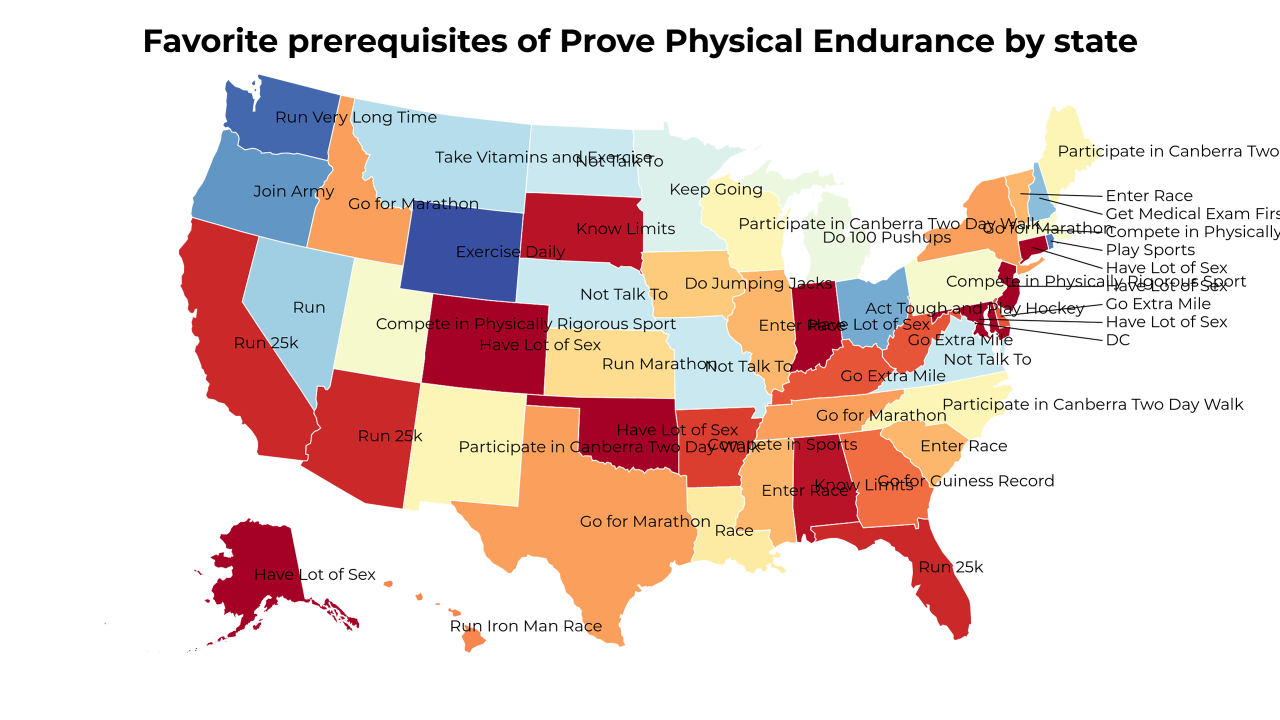 Favorite prerequisites of Prove Physical Endurance by state
Run Very Long Time
Take Vitamins and Exercise
Not Talk To
Participate in Canberra Two
Join Army
Go for Marathon
Keep Going
Enter Race
Get Medical Exam Firs
Know Limits
Participate in Canberra Two Day Walk
Go for Marathon
Compete in Physically
Do 100 Pushups
Exercise Daily
Play Sports
Have Lot of Sex
Do Jumping Jacks
Compete in Physically Rigorous Sport
Have Lot of Sex
Not Talk To
Run
Act Tough and Play Hockey
Go Extra Mile
Compete in Physically Rigorous Sport
Enter Race
Have Lot of Sex
Have Lot of Sex
Run 25k
Have Lot of Sex
Go Extra Mile
DC
Not Talk To
Run Marathon
Not Talk To
Go Extra Mile
Participate in Canberra Two Day Walk
Go for Marathon
Run 25k
Have Lot of Sex
Participate in Canberra Two Day Walk
Compete in Sports
Enter Race
Enter Race
Know Limits
Go for Guiness Record
Go for Marathon
Race
Run 25k
Have Lot of Sex
Run Iron Man Race